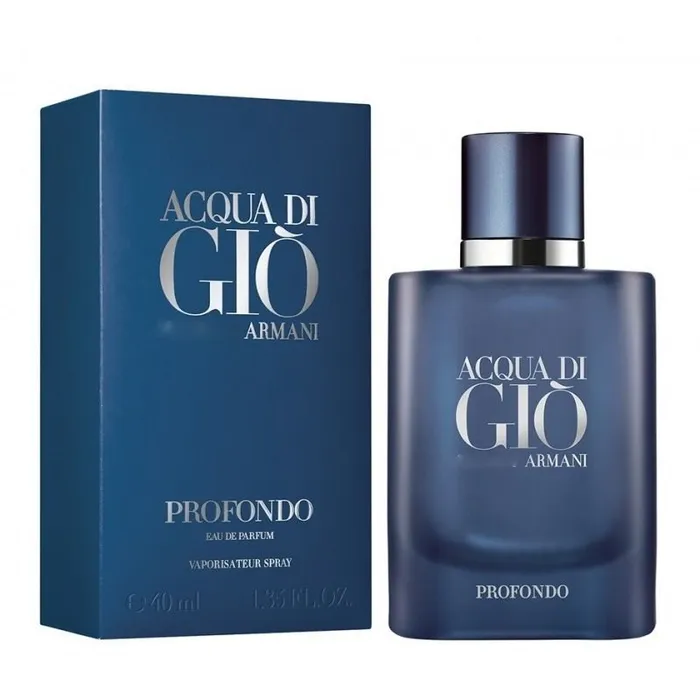 ACQUA DI
GIÒ
ARMANI
PROFONDO
EAU DE PARFUM
VAPORISATEUR SPRAY
℮ 40 ml 1.35 FL.OZ.
ACQUA DI
GIÒ
ARMANI
PROFONDO